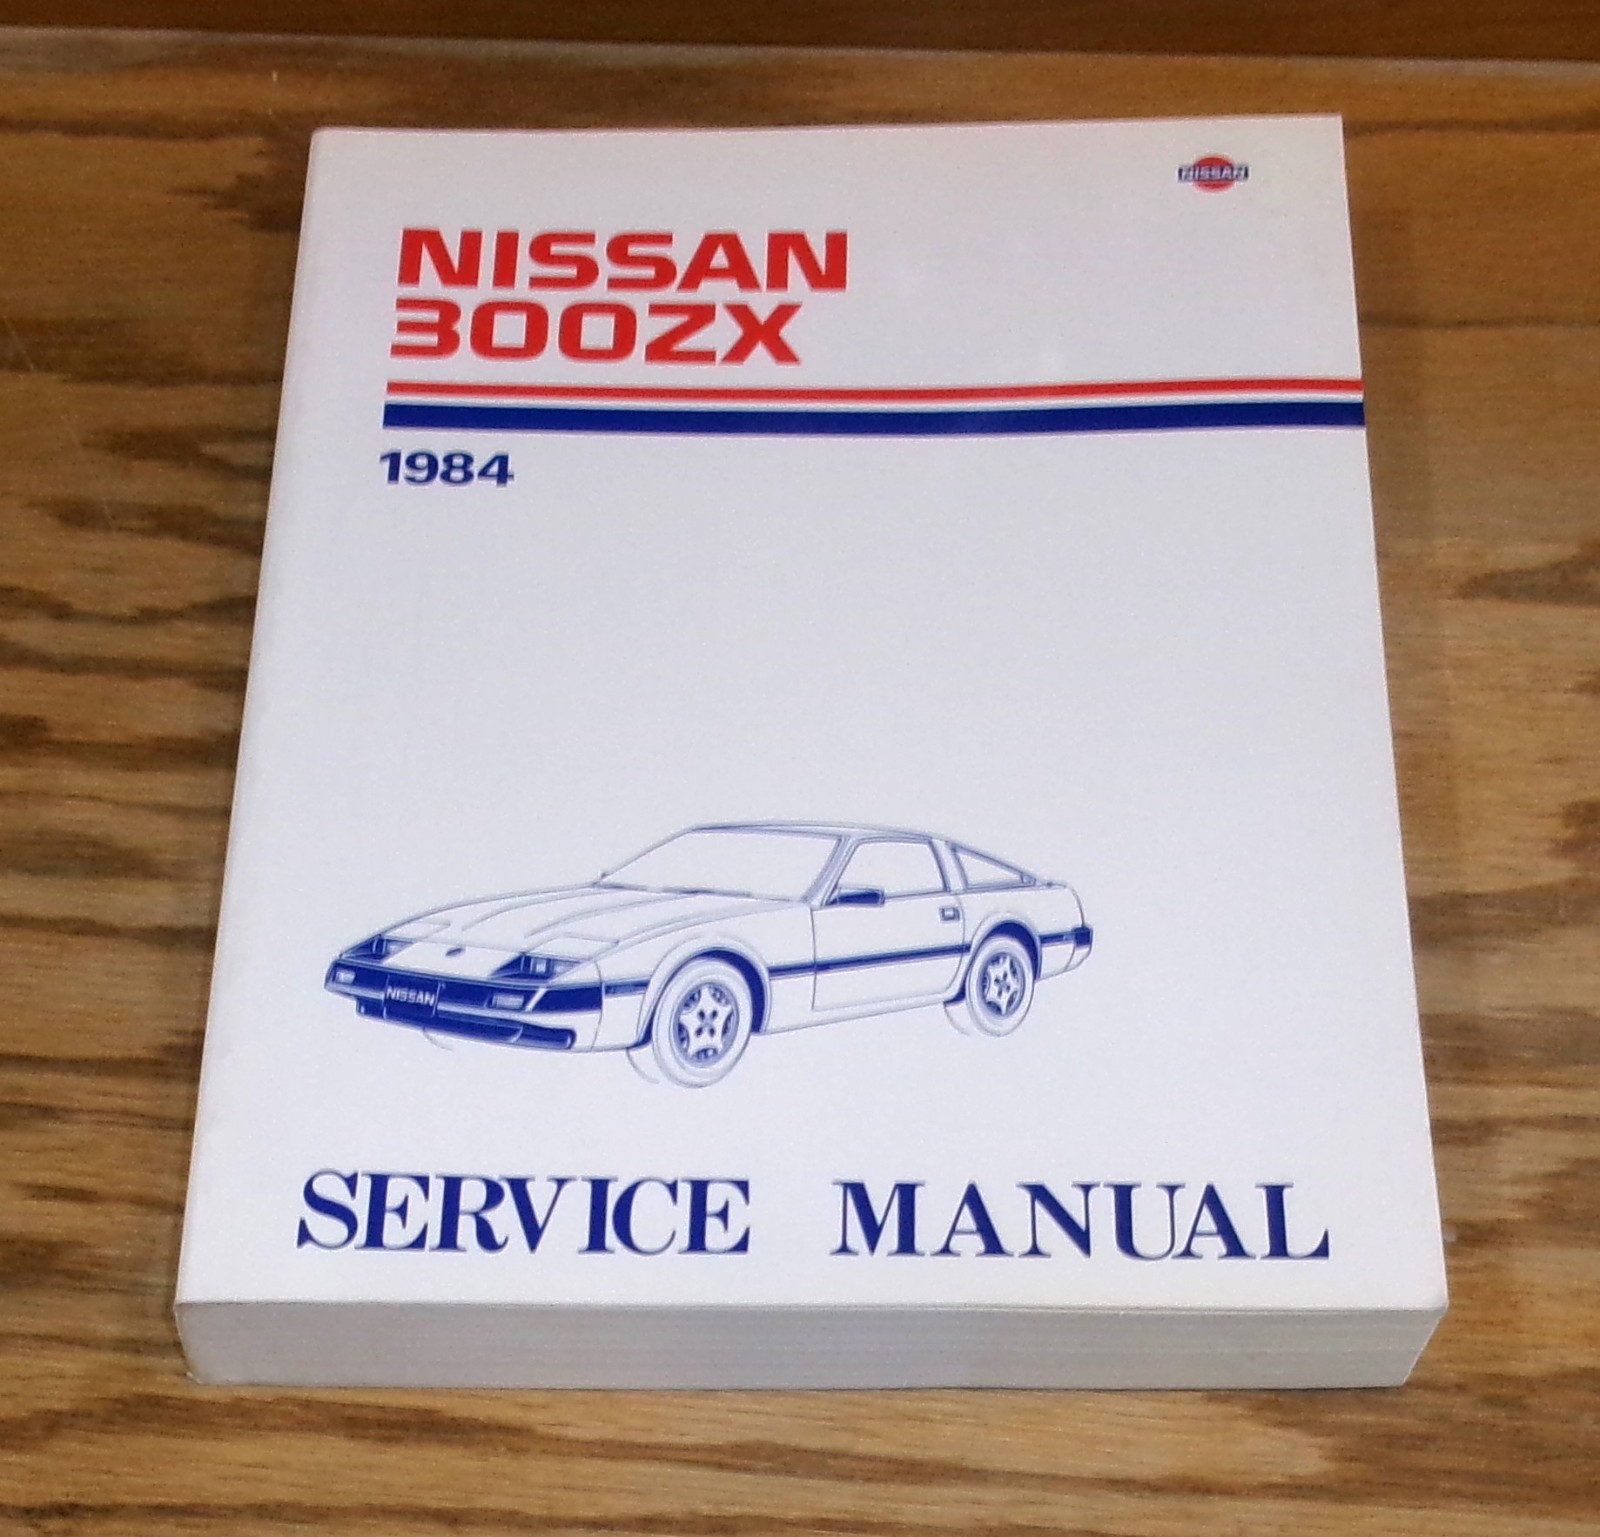 NISSAN
NISSAN
300ZX
1984
NISSAN
SERVICE MANUAL